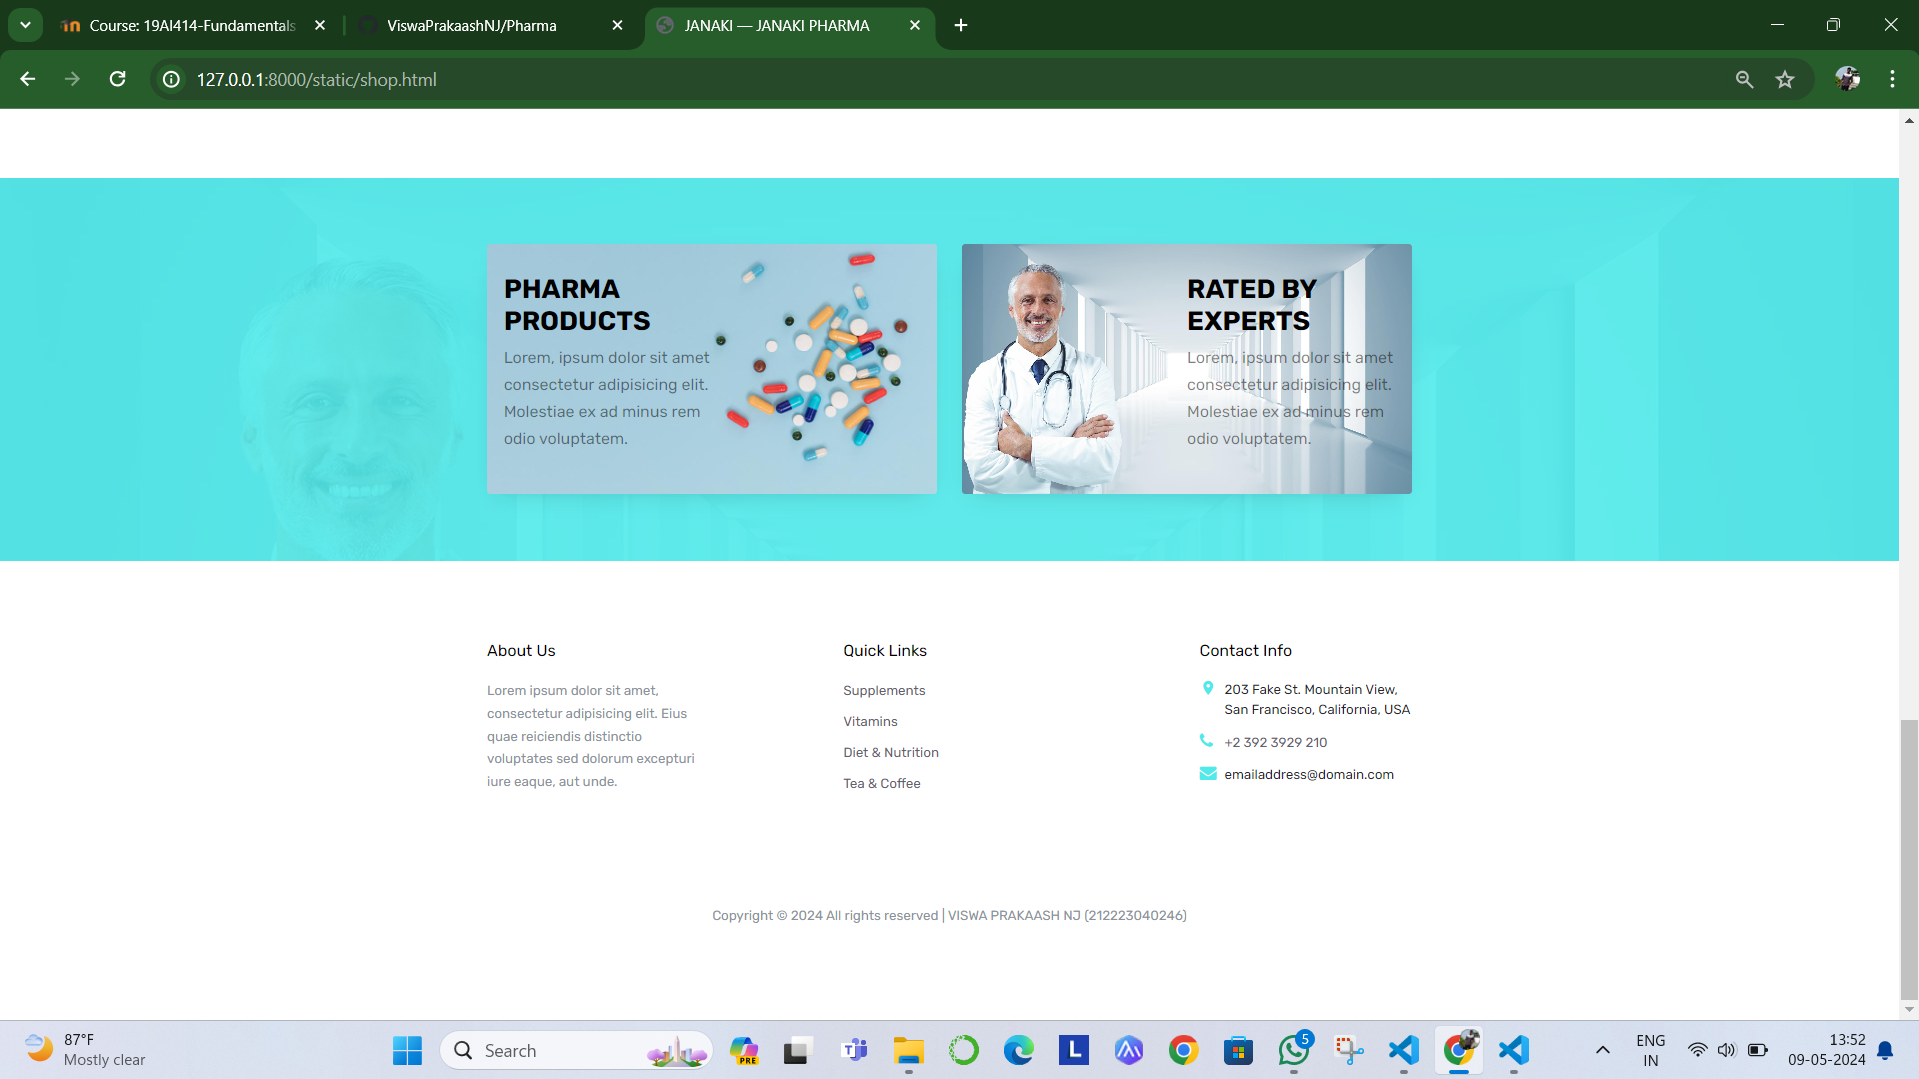 Course: 19AI414-Fundamentals
ViswaPrakaashNJ/Pharma
JANAKI — JANAKI PHARMA
127.0.0.1:8000/static/shop.html
PHARMA
PRODUCTS
Lorem, ipsum dolor sit amet
consectetur adipisicing elit.
Molestiae ex ad minus rem
odio voluptatem.
RATED BY
EXPERTS
Lorem, ipsum dolor sit amet
consectetur adipisicing elit.
Molestiae ex ad minus rem
odio voluptatem.
About Us
Lorem ipsum dolor sit amet,
consectetur adipisicing elit. Eius
quae reiciendis distinctio
voluptates sed dolorum excepturi
iure eaque, aut unde.
Quick Links
Supplements
Vitamins
Diet & Nutrition
Tea & Coffee
Contact Info
203 Fake St. Mountain View,
San Francisco, California, USA
+2 392 3929 210
emailaddress@domain.com
Copyright © 2024 All rights reserved | VISWA PRAKAASH NJ (212223040246)
87°F
Mostly clear
Search
PRE
L
5
ENG
IN
13:52
09-05-2024